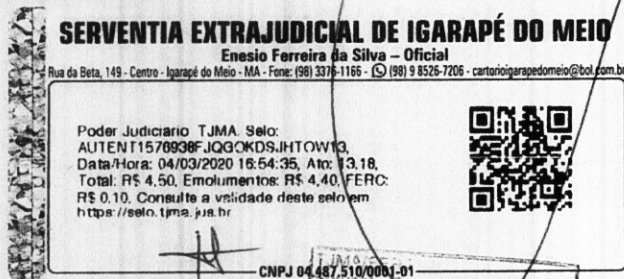 SERVENTIA EXTRAJUDICIAL DE IGARAPÉ DO MEIO
Enesio Ferreira da Silva – Oficial
Rua da Beta, 149 - Centro - Igarapé do Meio - MA - Fone: (98) 3376-1166 - (98) 9 8526-7206 - cartorioigarapedomeio@bol.com.br
Poder Judiciário TJMA. Selo:
AUTENT1576938FJQGOKDSJHTOW13,
Data/Hora: 04/03/2020 16:54:35, Ato: 13.18,
Total: R$ 4,50, Emolumentos: R$ 4,40, FERC:
R$ 0,10, Consulte a validade deste selo em
https://selo.tjma.jus.br
TJMA/
CNPJ 04.487.510/0001-01